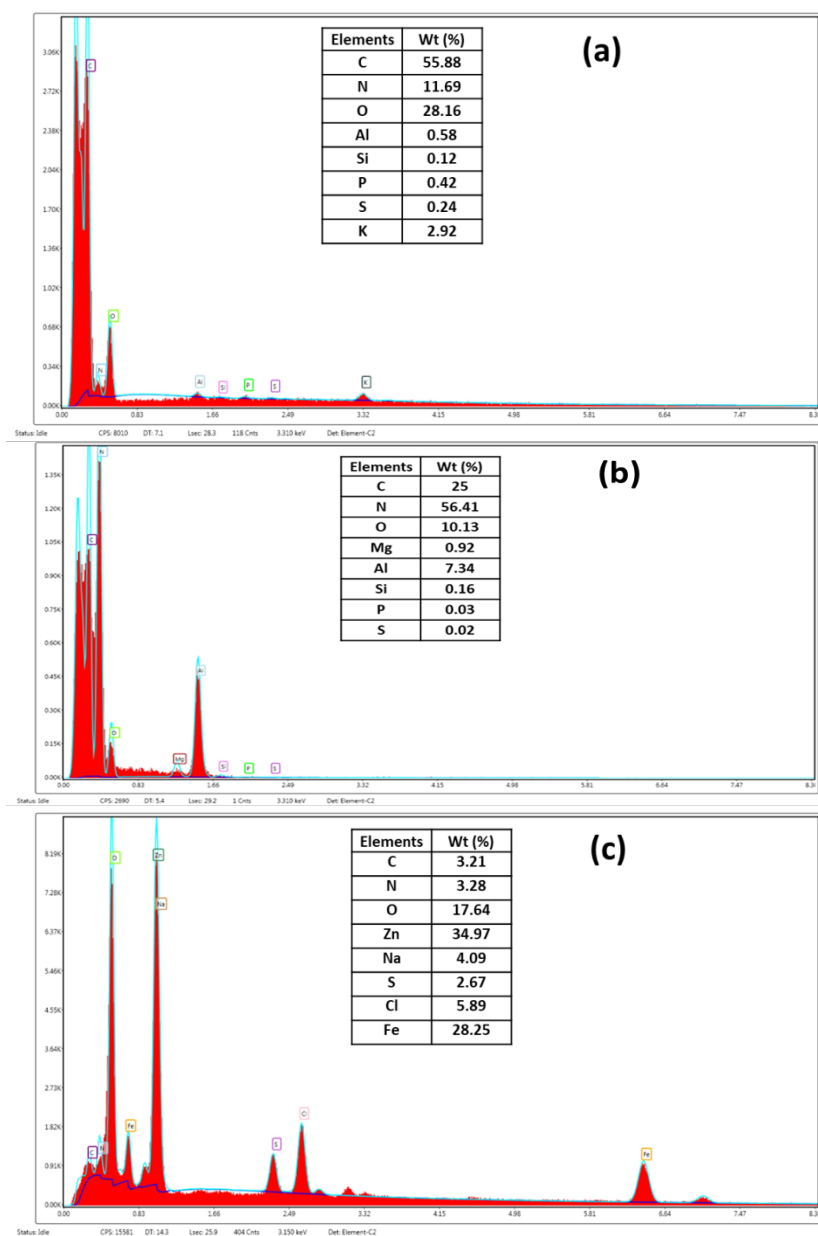 (a)
Elements Wt (%)
C 55.88
N 11.69
O 28.16
Al 0.58
Si 0.12
P 0.42
S 0.24
K 2.92
3.06K
2.72K
2.38K
2.04K
1.70K
1.36K
1.02K
0.68K
0.34K
0.00K
C
N
O
Al
Si
P
S
K
0.00 0.83 1.66 2.49 3.32 4.15 4.98 5.81 6.64 7.47 8.3
Status: Idle CPS: 8010 DT: 7.1 Lsec: 28.3 118 Cnts 3.310 keV Det: Element-C2
(b)
Elements Wt (%)
C 25
N 56.41
O 10.13
Mg 0.92
Al 7.34
Si 0.16
P 0.03
S 0.02
1.35K
1.20K
1.05K
0.90K
0.75K
0.60K
0.45K
0.30K
0.15K
0.00K
C
N
O
Mg
Al
Si
P
S
0.00 0.83 1.66 2.49 3.32 4.15 4.98 5.81 6.64 7.47 8.3
Status: Idle CPS: 2690 DT: 5.4 Lsec: 29.2 1 Cnts 3.310 keV Det: Element-C2
(c)
Elements Wt (%)
C 3.21
N 3.28
O 17.64
Zn 34.97
Na 4.09
S 2.67
Cl 5.89
Fe 28.25
8.19K
7.28K
6.37K
5.46K
4.55K
3.64K
2.73K
1.82K
0.91K
0.00K
C
N
O
Fe
Zn
Na
S
Cl
Fe
0.00 0.83 1.66 2.49 3.32 4.15 4.98 5.81 6.64 7.47 8.3
Status: Idle CPS: 15581 DT: 14.3 Lsec: 25.9 404 Cnts 3.150 keV Det: Element-C2